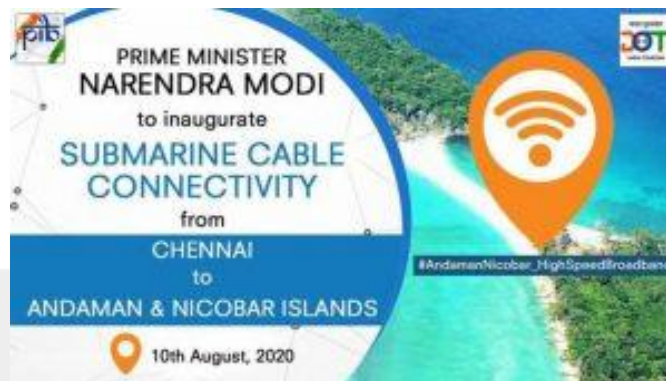 pib
PRIME MINISTER
NARENDRA MODI
to inaugurate
SUBMARINE CABLE
CONNECTIVITY
from
CHENNAI
to
ANDAMAN & NICOBAR ISLANDS
10th August, 2020
DOT
#AndamanNicobar_HighSpeedBroadband